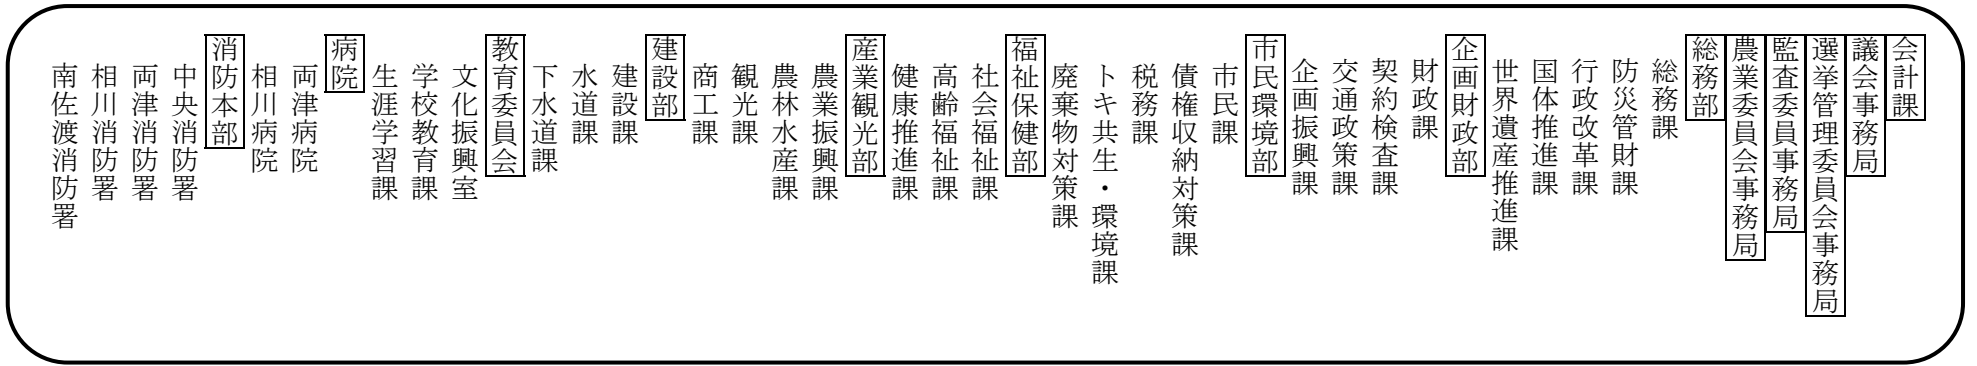 会計課
議会事務局
選挙管理委員会事務局
監査委員事務局
農業委員会事務局
総務部
総務課
防災管財課
行政改革課
国体推進課
世界遺産推進課
企画財政部
財政課
契約検査課
交通政策課
企画振興課
市民環境部
市民課
債権収納対策課
税務課
トキ共生・環境課
廃棄物対策課
福祉保健部
社会福祉課
高齢福祉課
健康推進課
産業観光部
農業振興課
農林水産課
観光課
商工課
建設部
建設課
水道課
下水道課
教育委員会
文化振興室
学校教育課
生涯学習課
病院
両津病院
相川病院
消防本部
中央消防署
両津消防署
相川消防署
南佐渡消防署